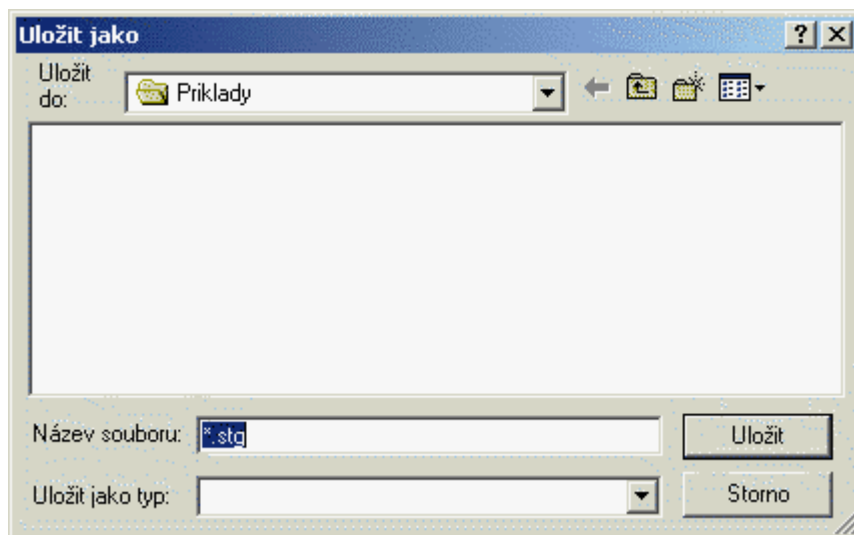 Uložit jako
Uložit
do:
Priklady
Název souboru:
*.stg
Uložit
Uložit jako typ:
Storno